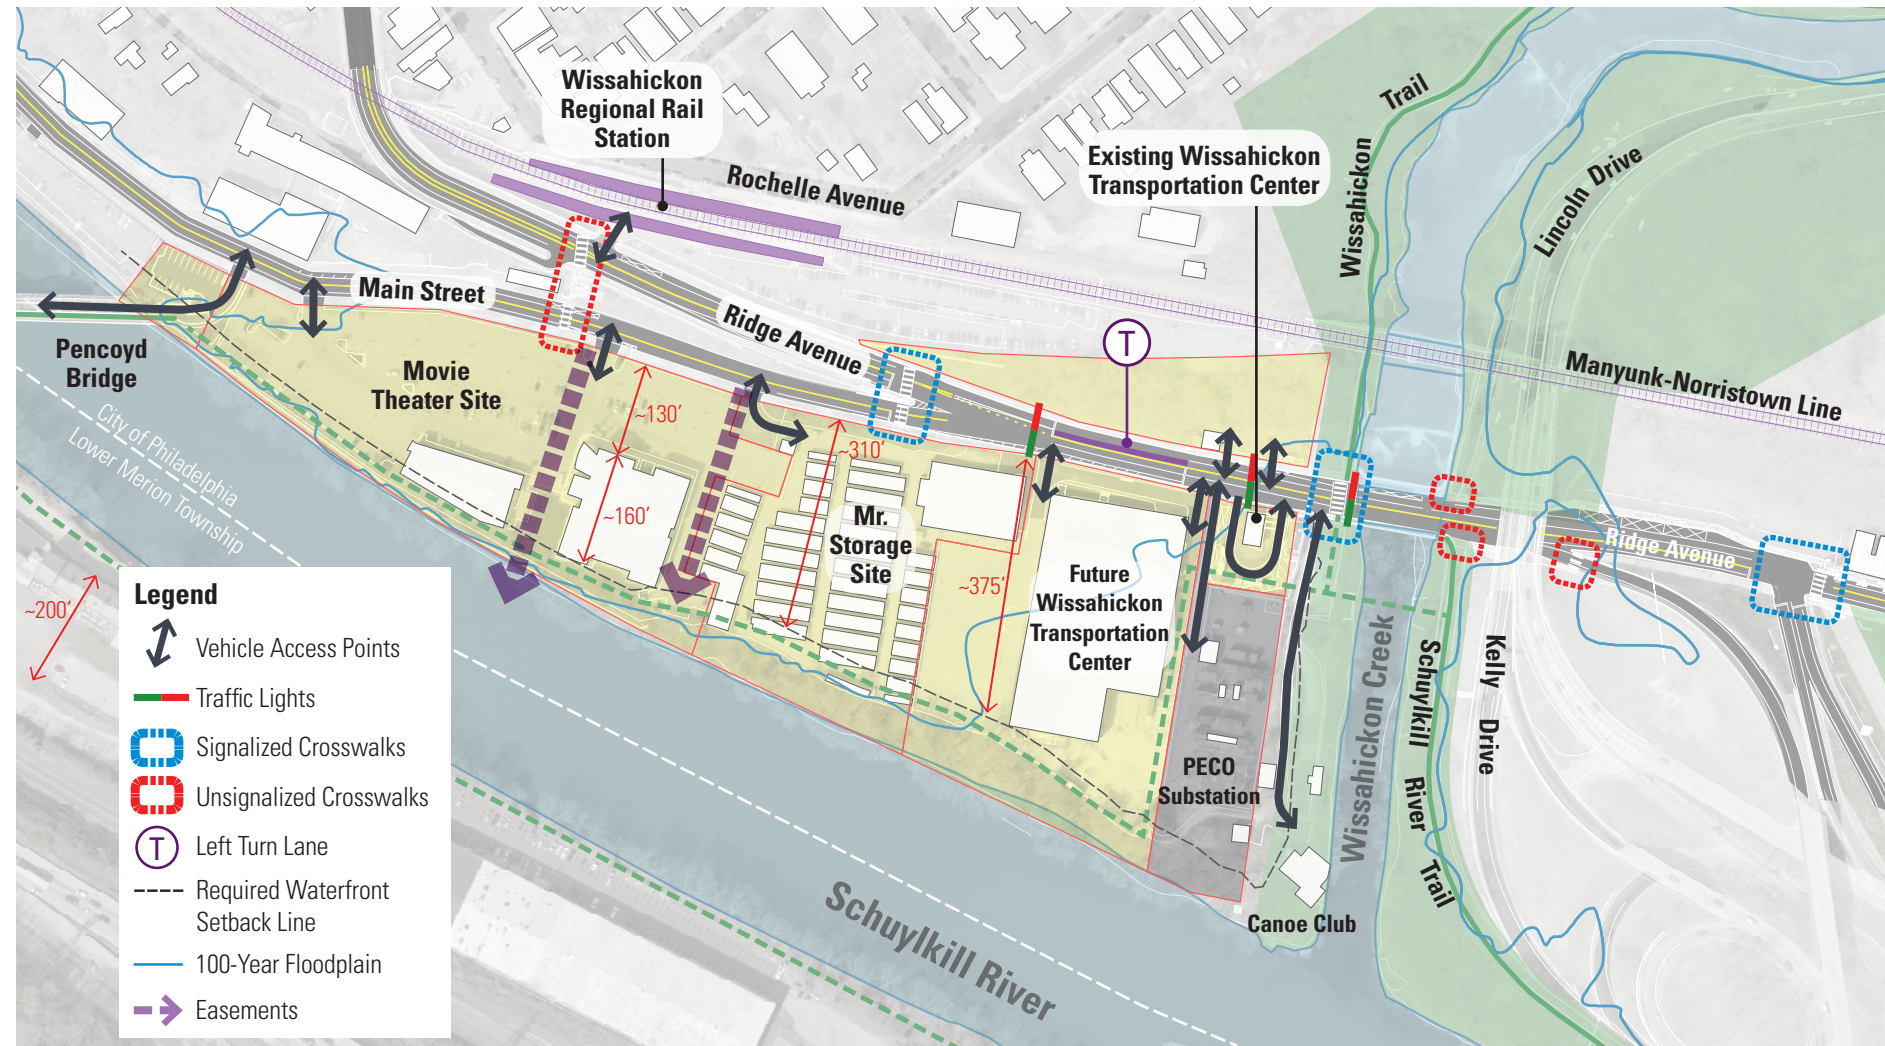 Wissahickon
Regional Rail
Station
Rochelle Avenue
Existing Wissahickon
Transportation Center
Wissahickon
Trail
Lincoln Drive
Main Street
Ridge Avenue
T
Manyunk-Norristown Line
Pencoyd
Bridge
Movie
Theater Site
City of Philadelphia
Lower Merion Township
~130'
~310'
~160'
~375'
~200'
Mr.
Storage
Site
Future
Wissahickon
Transportation
Center
Ridge Avenue
PECO
Substation
Wissahickon Creek
Schuylkill River Trail
Kelly Drive
Canoe Club
Schuylkill River
Legend
Vehicle Access Points
Traffic Lights
Signalized Crosswalks
Unsignalized Crosswalks
T
Left Turn Lane
Required Waterfront
Setback Line
100-Year Floodplain
Easements